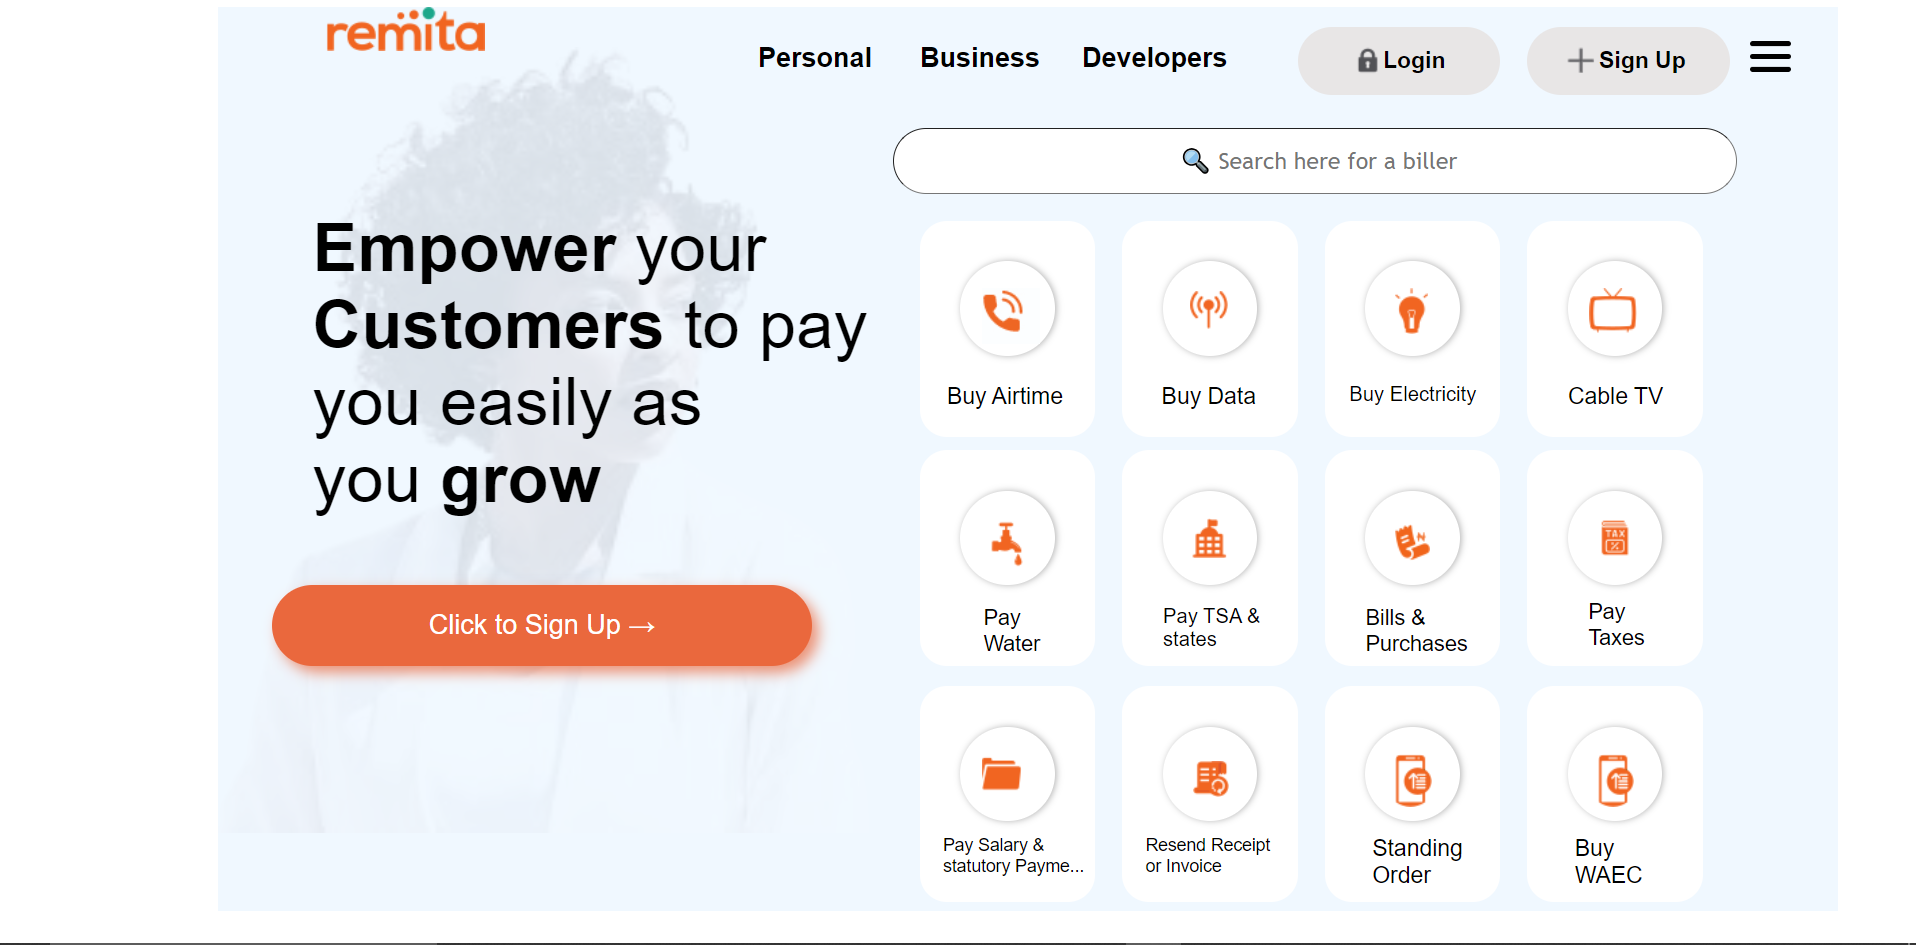 remita
Personal Business Developers Login Sign Up
Search here for a biller
Empower your
Customers to pay
you easily as
you grow
Click to Sign Up →
Buy Airtime
Buy Data
Buy Electricity
Cable TV
Pay
Water
Pay TSA &
states
N
Bills &
Purchases
TAX
%
Pay
Taxes
Pay Salary &
statutory Payme...
Resend Receipt
or Invoice
Standing
Order
Buy
WAEC